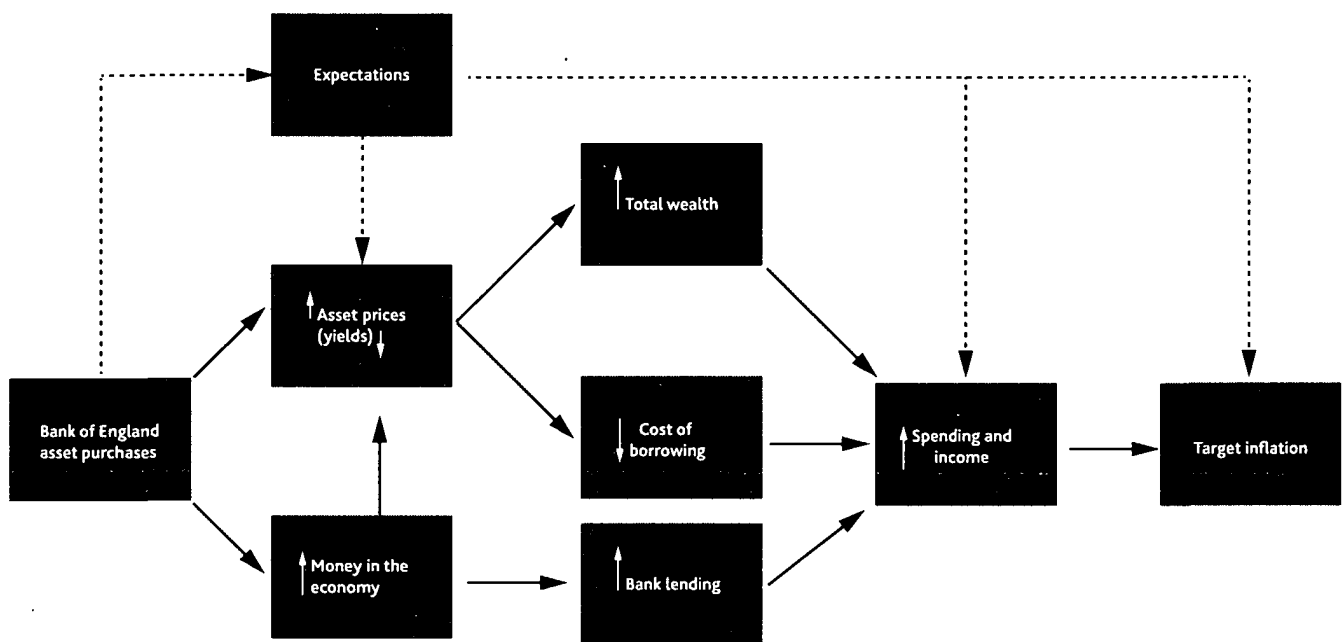 Expectations
Total wealth
Asset prices
(yields)
Bank of England
asset purchases
Cost of
borrowing
Spending and
income
Target inflation
Money in the
economy
Bank lending